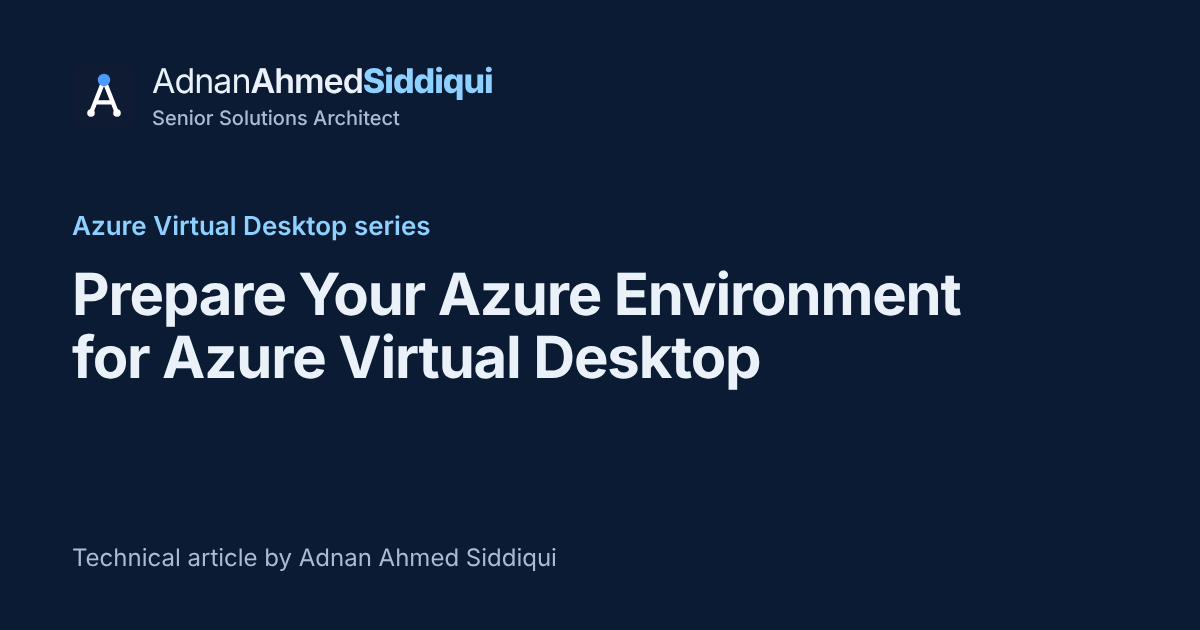 AdnanAhmedSiddiqui
Senior Solutions Architect
Azure Virtual Desktop series
Prepare Your Azure Environment
for Azure Virtual Desktop
Technical article by Adnan Ahmed Siddiqui